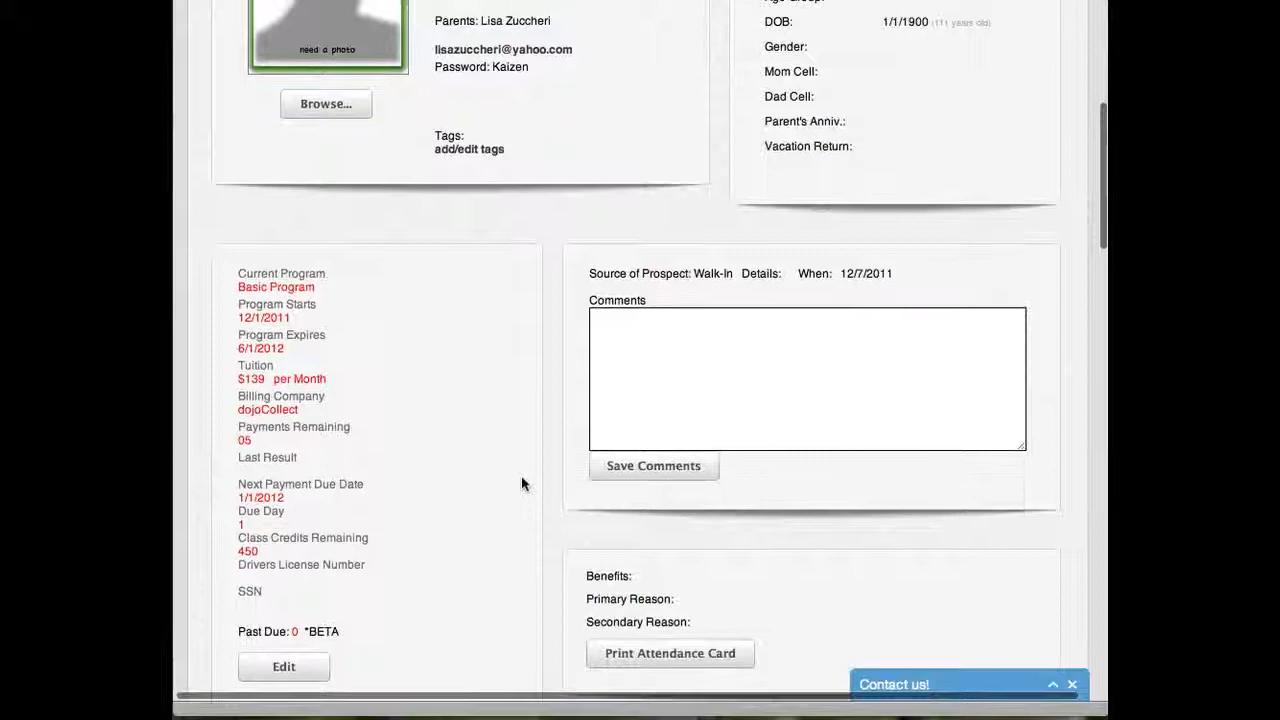 need a photo
Browse...
Parents: Lisa Zuccheri
lisazuccheri@yahoo.com
Password: Kaizen
Tags:
add/edit tags
DOB: 1/1/1900 (111 years old)
Gender:
Mom Cell:
Dad Cell:
Parent's Anniv.:
Vacation Return:
Current Program
Basic Program
Program Starts
12/1/2011
Program Expires
6/1/2012
Tuition
$139 per Month
Billing Company
dojoCollect
Payments Remaining
05
Last Result
Next Payment Due Date
1/1/2012
Due Day
1
Class Credits Remaining
450
Drivers License Number
SSN
Past Due: 0 *BETA
Edit
Source of Prospect: Walk-In Details: When: 12/7/2011
Comments
Save Comments
Benefits:
Primary Reason:
Secondary Reason:
Print Attendance Card
Contact us!